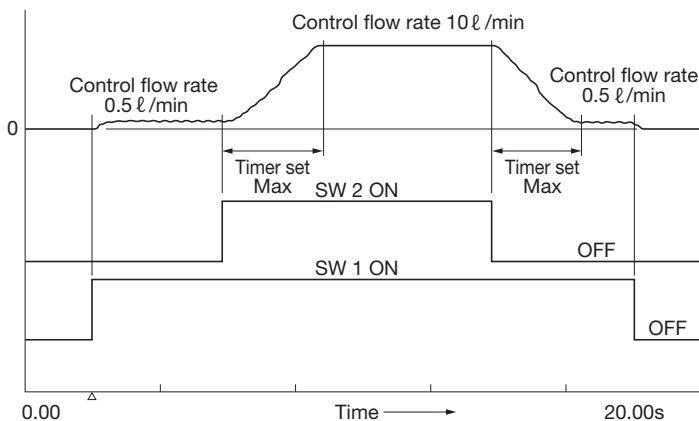 Control flow rate 10 ℓ/min
Control flow rate
0.5 ℓ/min
Control flow rate
0.5 ℓ/min
0
Timer set
Max
Timer set
Max
SW 2 ON
OFF
SW 1 ON
OFF
0.00
Time
20.00s